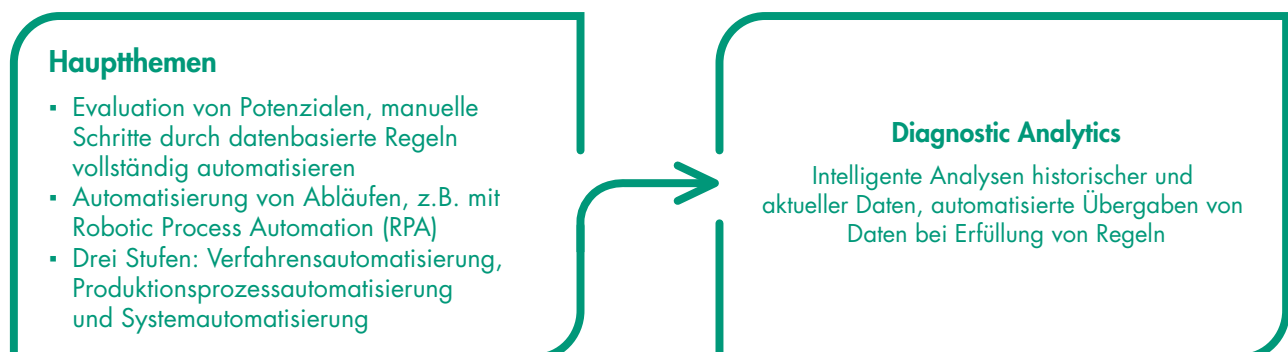 Hauptthemen
▪ Evaluation von Potenzialen, manuelle
Schritte durch datenbasierte Regeln
vollständig automatisieren
▪ Automatisierung von Abläufen, z.B. mit
Robotic Process Automation (RPA)
▪ Drei Stufen: Verfahrensautomatisierung,
Produktionsprozessautomatisierung
und Systemautomatisierung
Diagnostic Analytics
Intelligente Analysen historischer und
aktueller Daten, automatisierte Übergaben von
Daten bei Erfüllung von Regeln